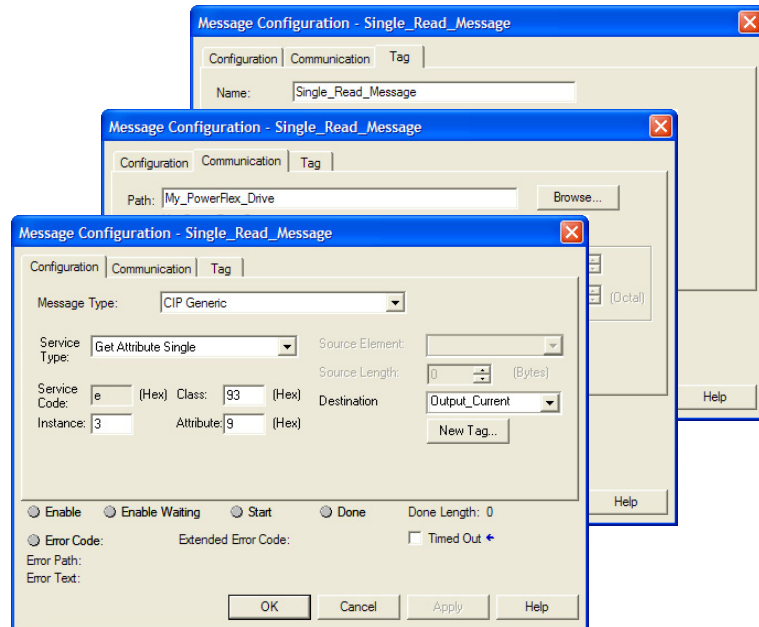 Message Configuration - Single_Read_Message
Configuration Communication Tag
Name: Single_Read_Message
Help
Message Configuration - Single_Read_Message
Configuration Communication Tag
Path: My_PowerFlex_Drive Browse...
(Octal)
Help
Message Configuration - Single_Read_Message
Configuration Communication Tag
Message Type: CIP Generic
Service Type: Get Attribute Single
Source Element:
Source Length: 0 (Bytes)
Service Code: e (Hex) Class: 93 (Hex) Destination Output_Current
Instance: 3 Attribute: 9 (Hex) New Tag...
Enable Enable Waiting Start Done Done Length: 0
Error Code: Extended Error Code: Timed Out
Error Path:
Error Text:
OK Cancel Apply Help